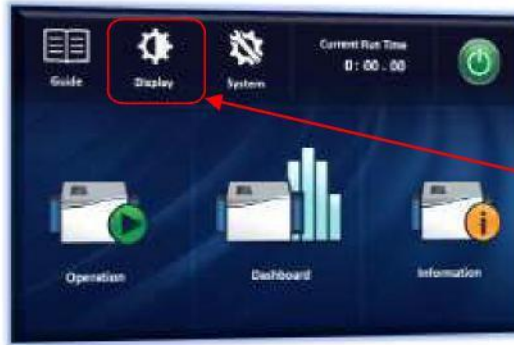 Guide
Display
System
Current Run Time
0: 00 . 00
Operation
Dashboard
Information